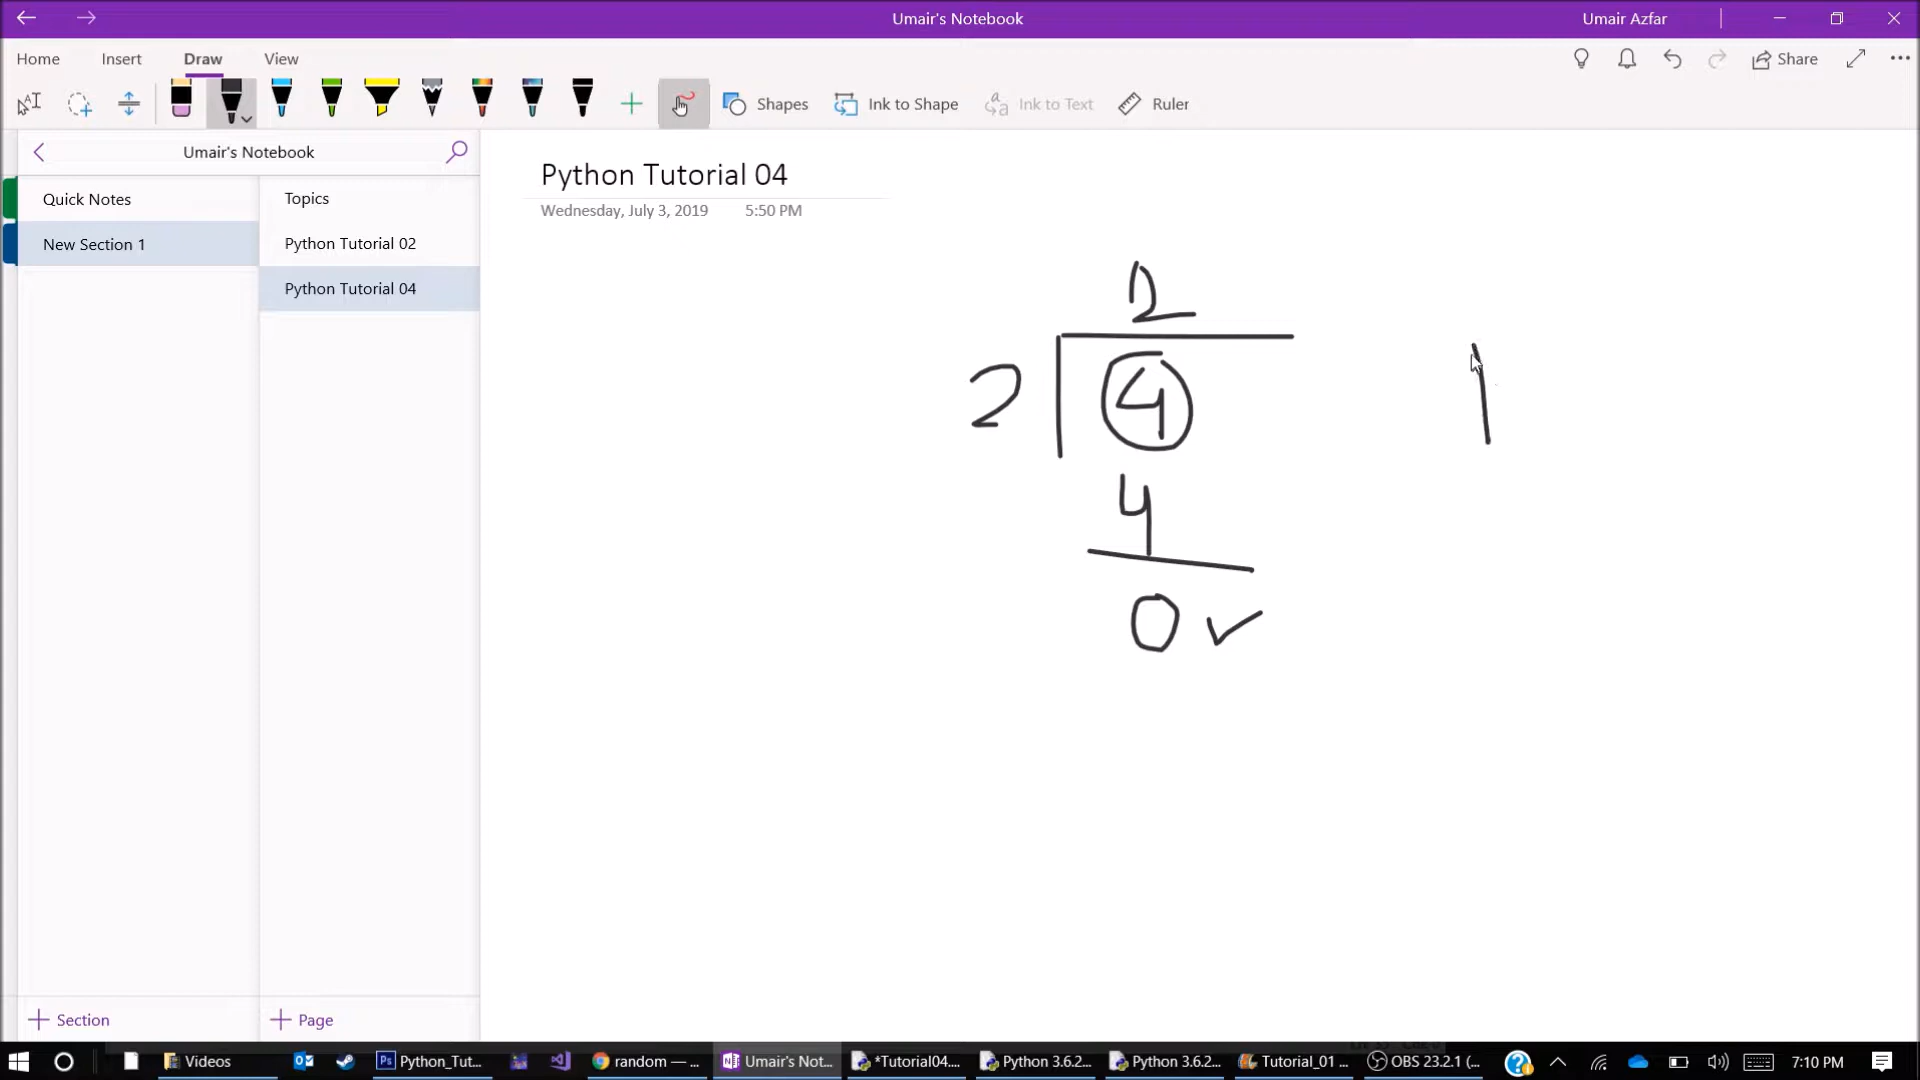 Umair's Notebook
Umair Azfar
Home Insert Draw View
Share
Shapes Ink to Shape Ink to Text Ruler
Umair's Notebook
Quick Notes
New Section 1
Topics
Python Tutorial 02
Python Tutorial 04
Python Tutorial 04
Wednesday, July 3, 2019 5:50 PM
2
2 4
4
0
+ Section
+ Page
Videos
Ps Python_Tut...
random — ...
Umair's Not...
*Tutorial04....
Python 3.6.2...
Python 3.6.2...
Tutorial_01 ...
OBS 23.2.1 (...
7:10 PM